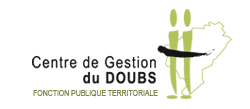 Centre de Gestion
du DOUBS
FONCTION PUBLIQUE TERRITORIALE